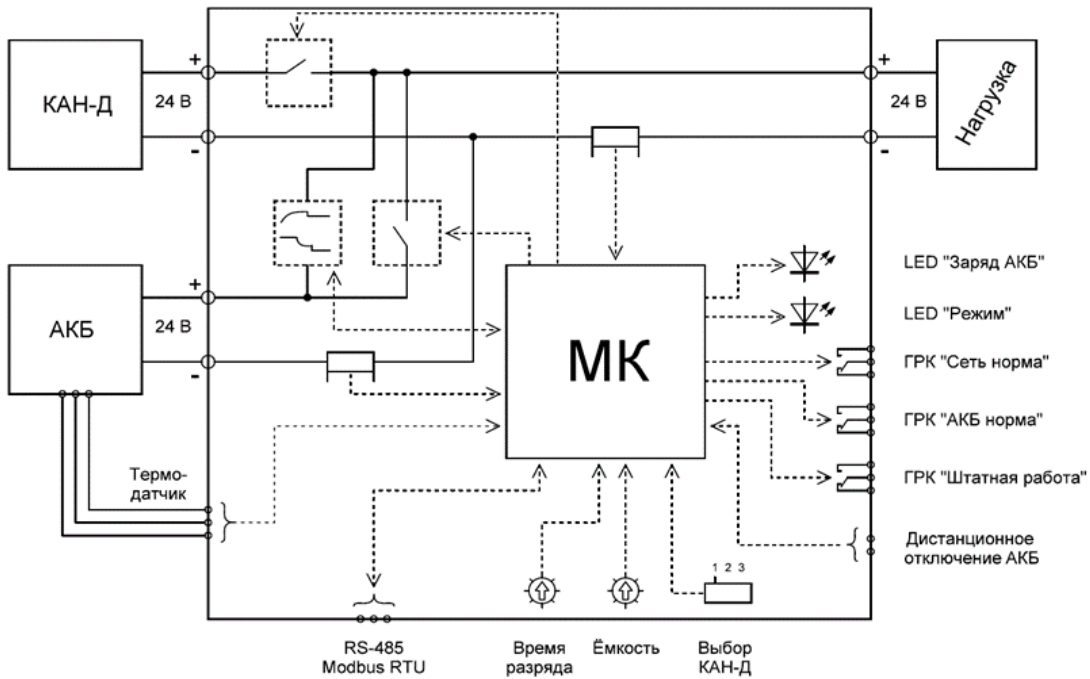 +
КАН-Д
24 В
-
+
24 В
-
Нагрузка
+
АКБ
24 В
-
МК
LED "Заряд АКБ"
LED "Режим"
ГРК "Сеть норма"
ГРК "АКБ норма"
ГРК "Штатная работа"
Термо-
датчик
Дистанционное
отключение АКБ
1 2 3
RS-485
Modbus RTU
Время
разряда
Ёмкость
Выбор
КАН-Д